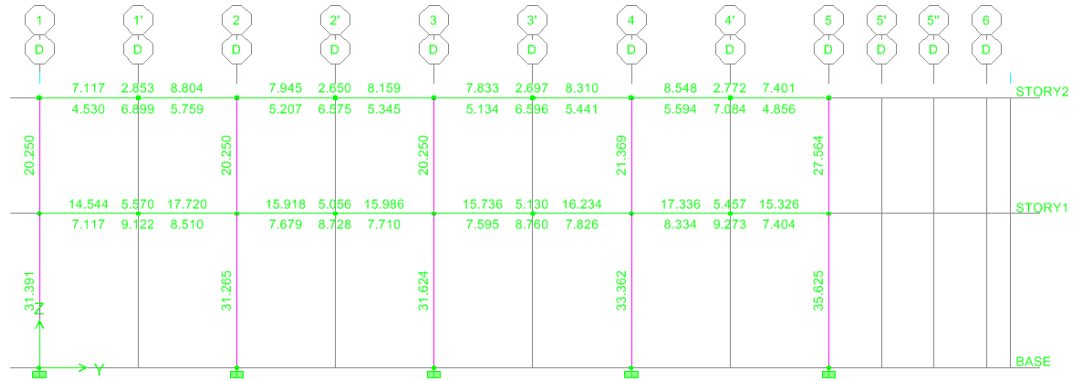 1 1' 2 2' 3 3' 4 4' 5 5' 5" 6
D D D D D D D D D D D D
7.117 2.853 8.804 7.945 2.650 8.159 7.833 2.697 8.310 8.548 2.772 7.401
STORY2
4.530 6.899 5.759 5.207 6.575 5.345 5.134 6.596 5.441 5.594 7.084 4.856
20.250 20.250 20.250 21.369 27.564
14.544 5.570 17.720 15.918 5.056 15.986 15.736 5.130 16.234 17.336 5.457 15.326
STORY1
7.117 9.122 8.510 7.679 8.728 7.710 7.595 8.760 7.826 8.334 9.273 7.404
31.391 31.265 31.624 33.362 35.625
Z
Y
BASE